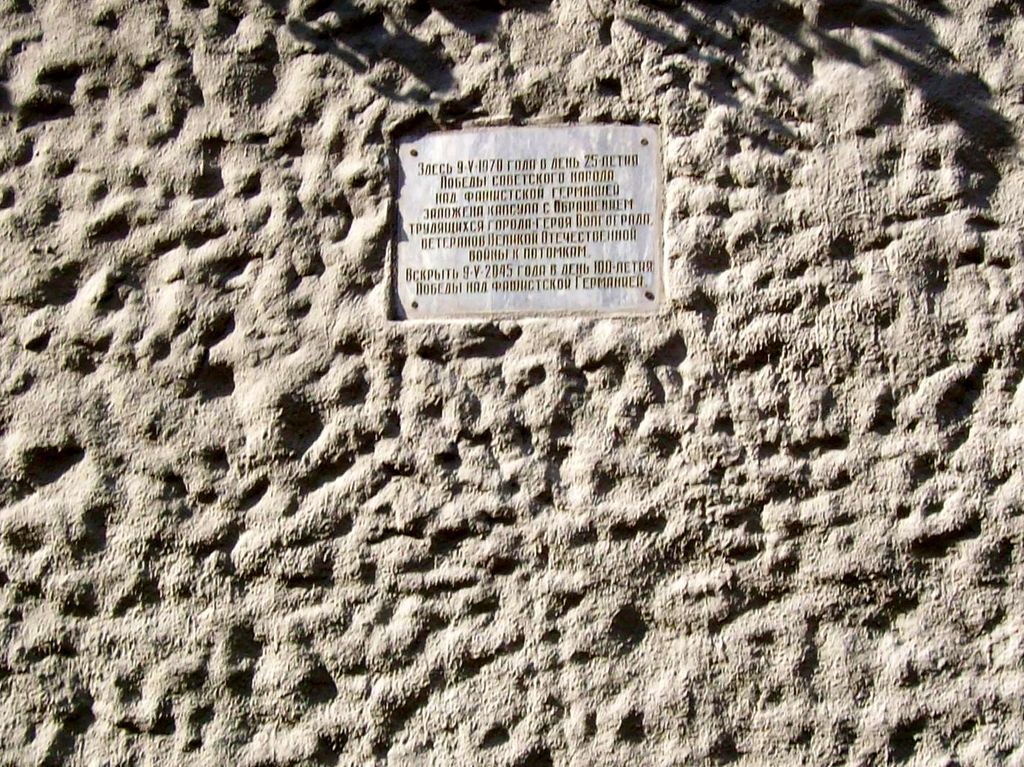 Здесь 9-V-1970 года в день 25-летия
Победы советского народа
над фашистской германией
заложена капсула с Обращением
трудящихся города-героя Волгограда
ветеранов Великой Отечественной
войны к потомкам.
Вскрыть 9-V-2045 года в день 100-летия
Победы над фашистской Германией.